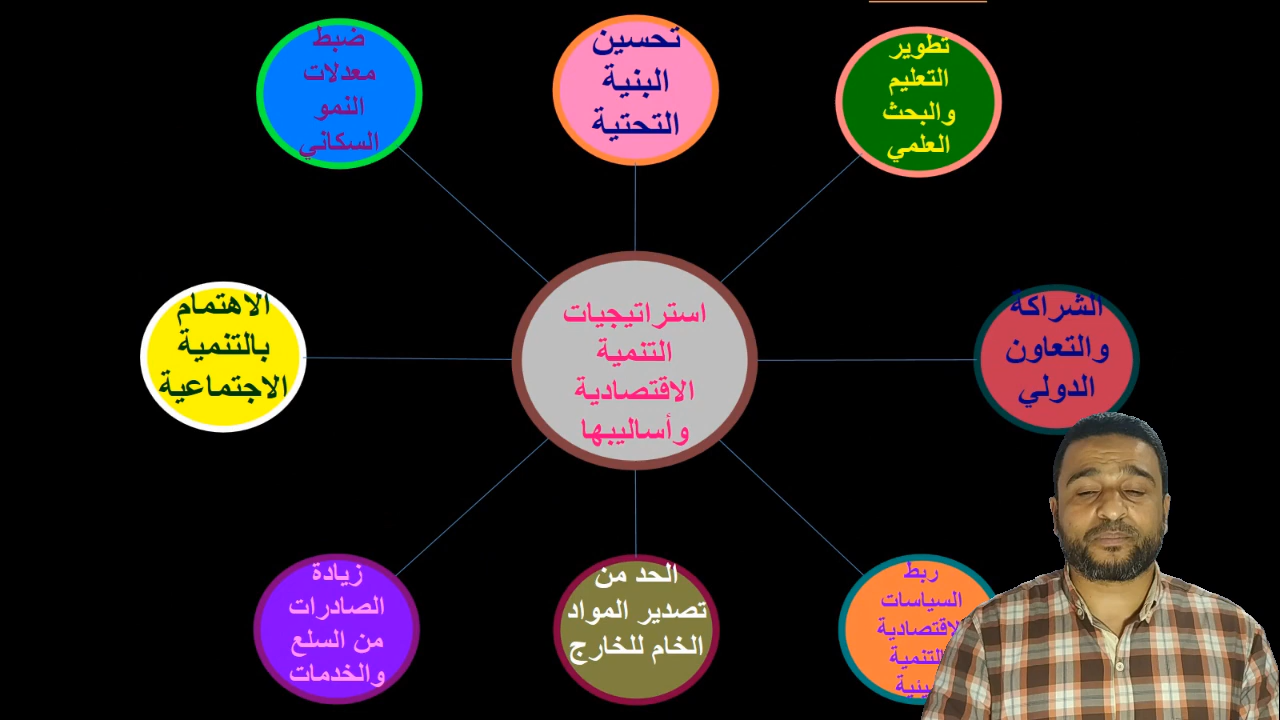 تطوير
التعليم
والبحث
العلمي
تحسين
البنية
التحتية
ضبط
معدلات
النمو
السكاني
الشراكة
والتعاون
الدولي
استراتيجيات
التنمية
الاقتصادية
وأساليبها
الاهتمام
بالتنمية
الاجتماعية
ربط
السياسات
الاقتصادية
الحد من
تصدير المواد
الخام للخارج
زيادة
الصادرات
من السلع
والخدمات